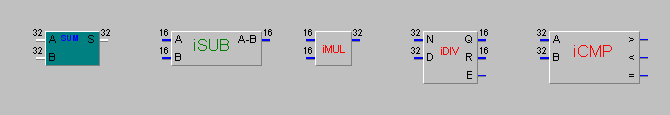 32 A SUM S 32
32 B
16 A iSUB A-B 16
16 B
16 iMUL 32
16
32 N iDIV Q 16
32 D R 16
E
32 A iCMP >
32 B <
=